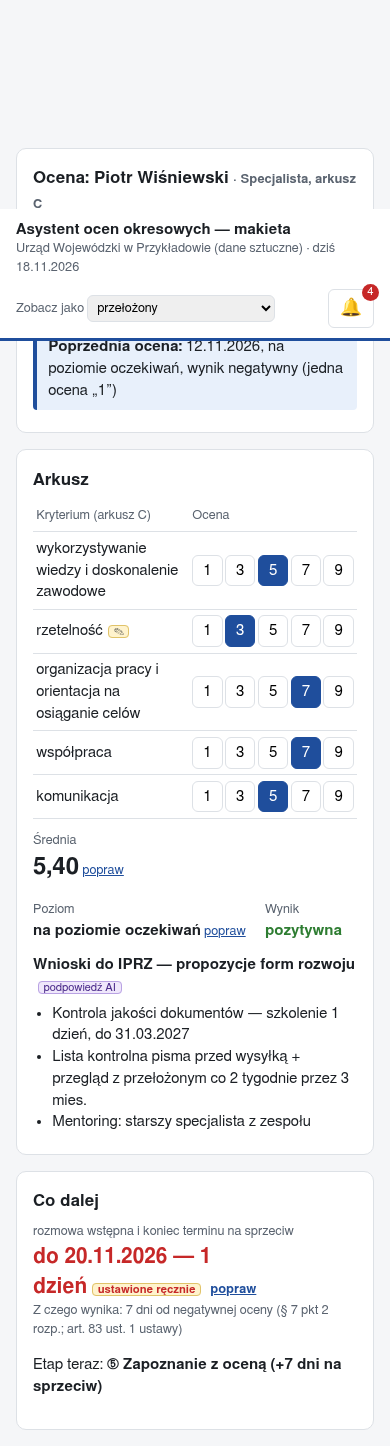 Ocena: Piotr Wiśniewski · Specjalista, arkusz
C
Asystent ocen okresowych — makieta
Urząd Wojewódzki w Przykładowie (dane sztuczne) · dziś
18.11.2026
Zobacz jako przełożony 4
Poprzednia ocena: 12.11.2026, na
poziomie oczekiwań, wynik negatywny (jedna
ocena „1”)
Arkusz
Kryterium (arkusz C) Ocena
wykorzystywanie
wiedzy i doskonalenie
zawodowe
1 3 5 7 9
rzetelność ✎ 1 3 5 7 9
organizacja pracy i
orientacja na
osiąganie celów
1 3 5 7 9
współpraca 1 3 5 7 9
komunikacja 1 3 5 7 9
Średnia
5,40 popraw
Poziom Wynik
na poziomie oczekiwań popraw pozytywna
Wnioski do IPRZ — propozycje form rozwoju
podpowiedź AI
• Kontrola jakości dokumentów — szkolenie 1
dzień, do 31.03.2027
• Lista kontrolna pisma przed wysyłką +
przegląd z przełożonym co 2 tygodnie przez 3
mies.
• Mentoring: starszy specjalista z zespołu
Co dalej
rozmowa wstępna i koniec terminu na sprzeciw
do 20.11.2026 — 1
dzień ustawione ręcznie popraw
Z czego wynika: 7 dni od negatywnej oceny (§ 7 pkt 2
rozp.; art. 83 ust. 1 ustawy)
Etap teraz: ⑤ Zapoznanie z oceną (+7 dni na
sprzeciw)